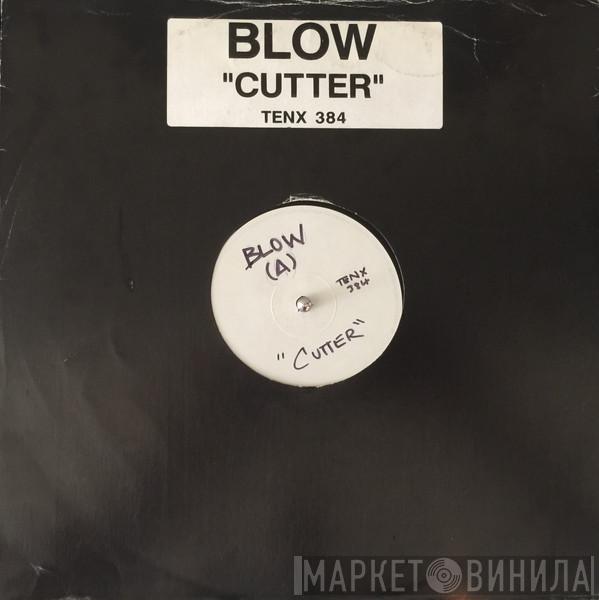 BLOW
"CUTTER"
TENX 384
BLOW
(A)
TENX
384
"CUTTER"
МАРКЕТ ВИНИЛА